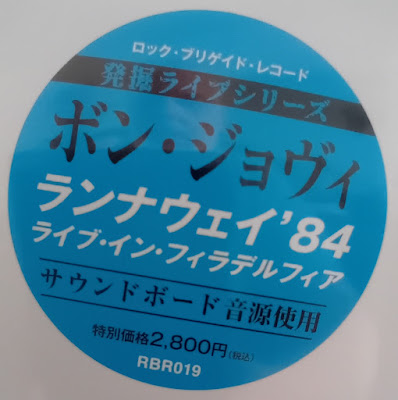 ロック・ブリゲイド・レコード
発掘ライブシリーズ
ボン・ジョヴィ
ランナウェイ’84
ライブ・イン・フィラデルフィア
サウンドボード音源使用
特別価格2,800円(税込)
RBR019